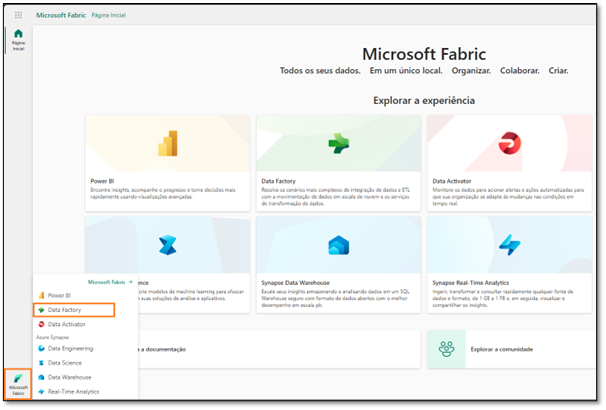 Microsoft Fabric Página Inicial
Página
Inicial
Microsoft Fabric
Todos os seus dados. Em um único local. Organizar. Colaborar. Criar.
Explorar a experiência
Power BI
Encontre insights, acompanhe o progresso e tome decisões mais
rapidamente usando visualizações avançadas.
Data Factory
Resolva os cenários mais complexos de integração de dados e ETL
com a movimentação de dados em escala de nuvem e os serviços
de transformação de dados.
Data Activator
Monitore os dados para acionar alertas e ações automatizadas para
que sua organização se adapte às mudanças nas condições em
tempo real.
ence
modelos de machine learning para
suas soluções de análise e aplicativos.
Synapse Data Warehouse
Escale seus insights armazenando e analisando dados em um SQL
Warehouse seguro com formato de dados abertos com o melhor
desempenho em escala
Synapse Real-Time Analytics
Ingerir, transformar e consultar rapidamente qualquer fonte de
dados e formato, de 1 GB a 1 PB e, em seguida, visualizar e
compartilhar os insights.
a documentação
Explorar a comunidade
Microsoft Fabric
Power BI
Data Factory
Data Activator
Azure Synapse
Data Engineering
Data Science
Data Warehouse
Real-Time Analytics
Microsoft
Fabric